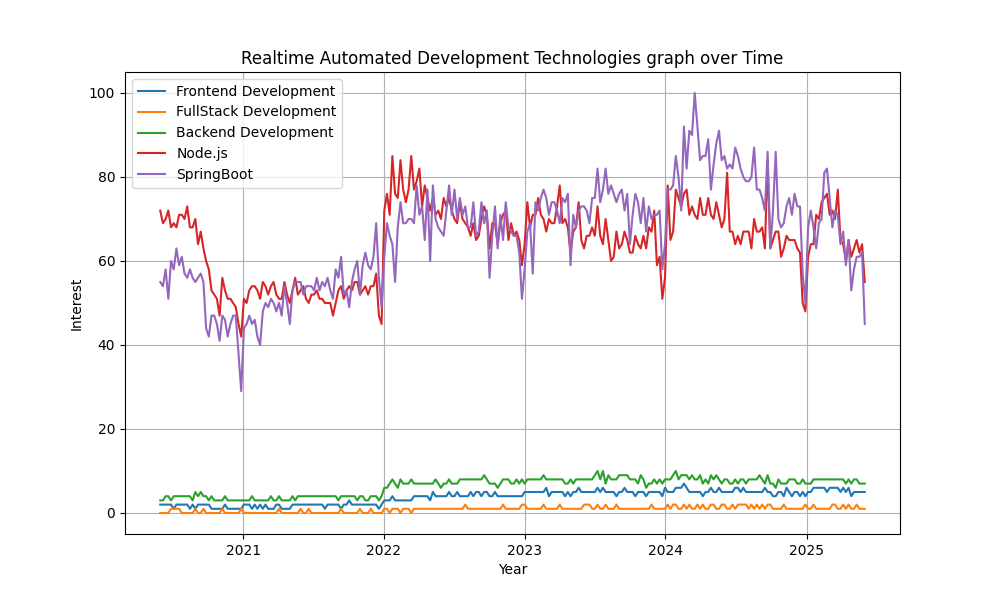 Realtime Automated Development Technologies graph over Time
Frontend Development
FullStack Development
Backend Development
Node.js
SpringBoot
100
80
60
40
20
0
Interest
2021 2022 2023 2024 2025
Year